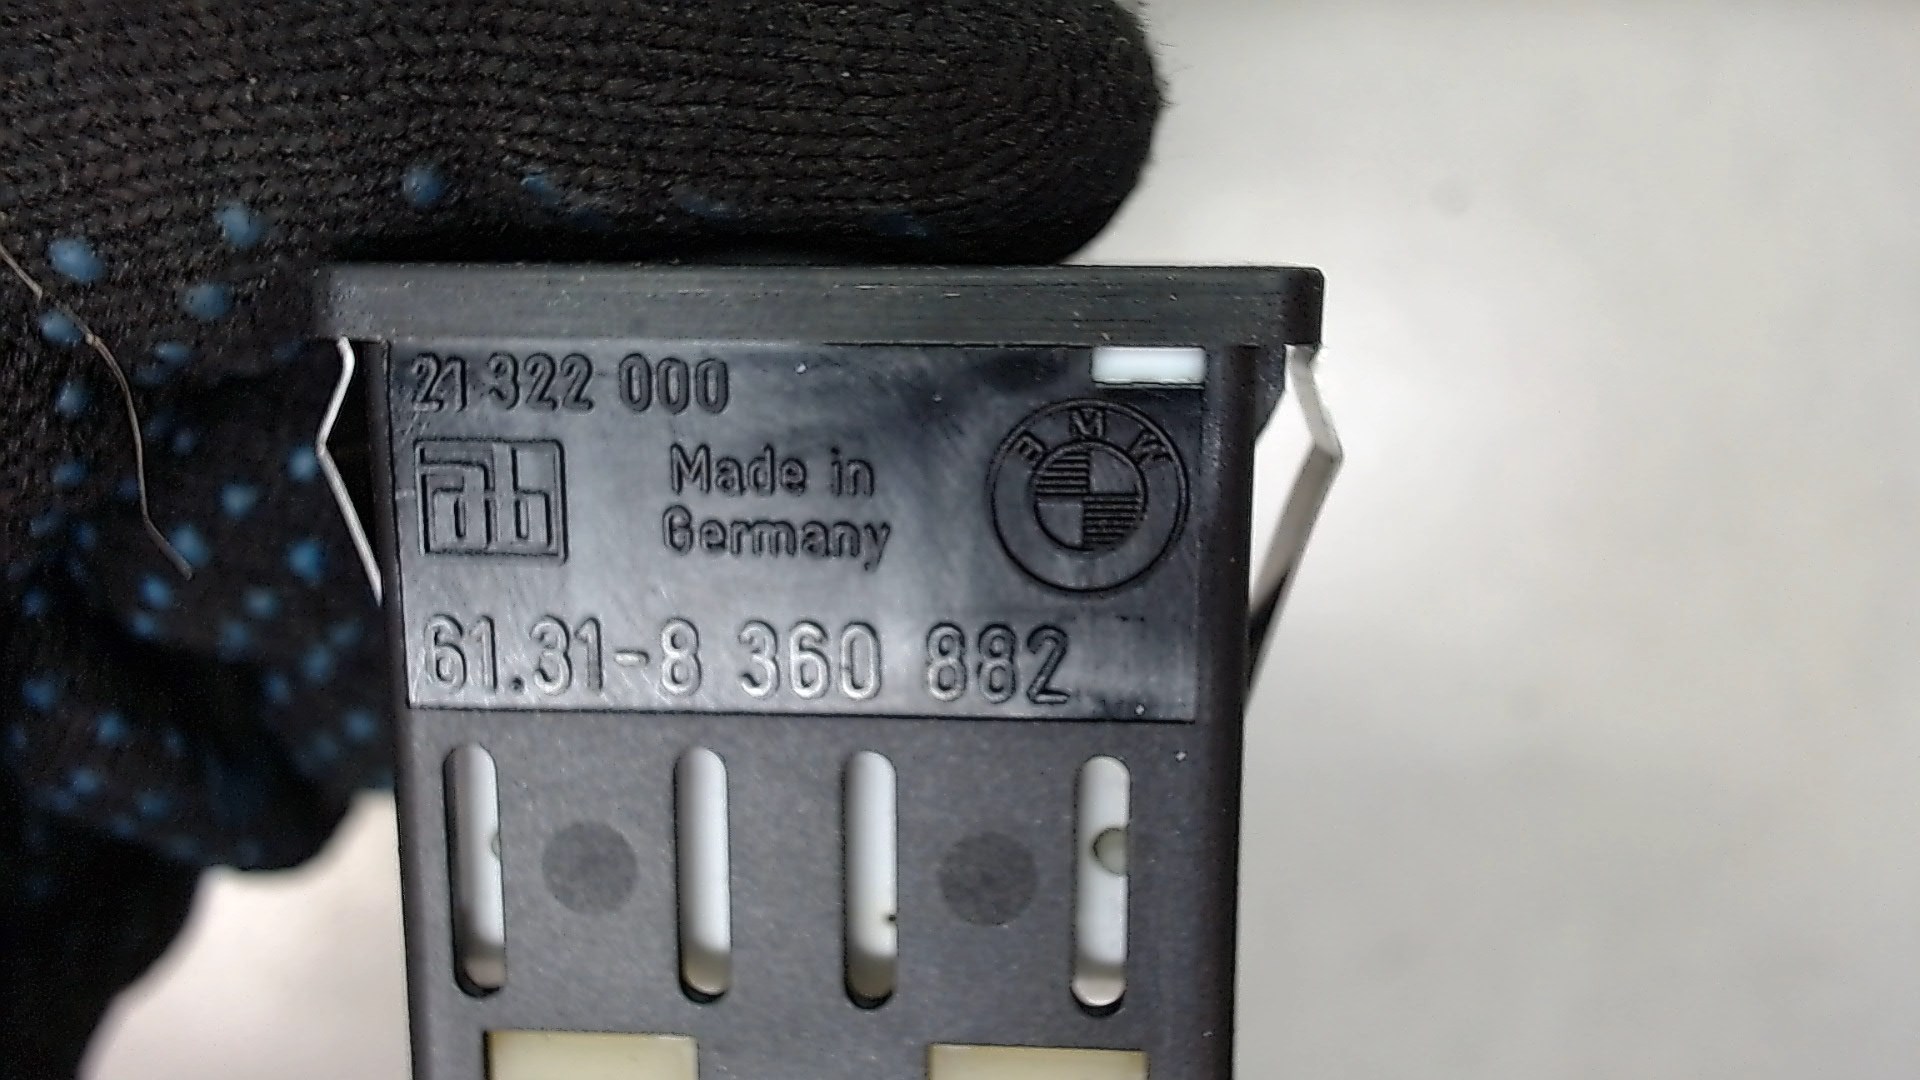 21 322 000
Made in
Germany
BMW
61.31-8 360 882